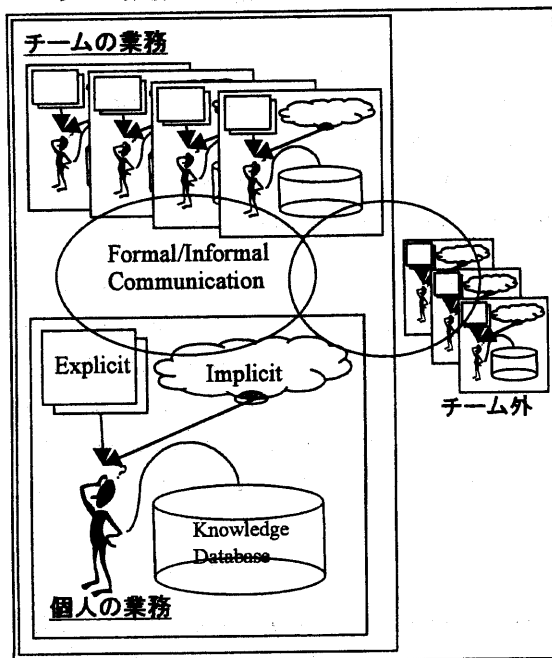 チームの業務
Formal/Informal
Communication
Explicit
Implicit
チーム外
?
Knowledge
Database
個人の業務